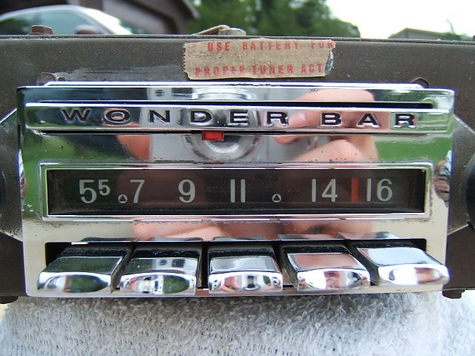 USE BATTERY FOR
PROPER TUNER ACT
WONDER BAR
5⁵ 7 9 11 14 16